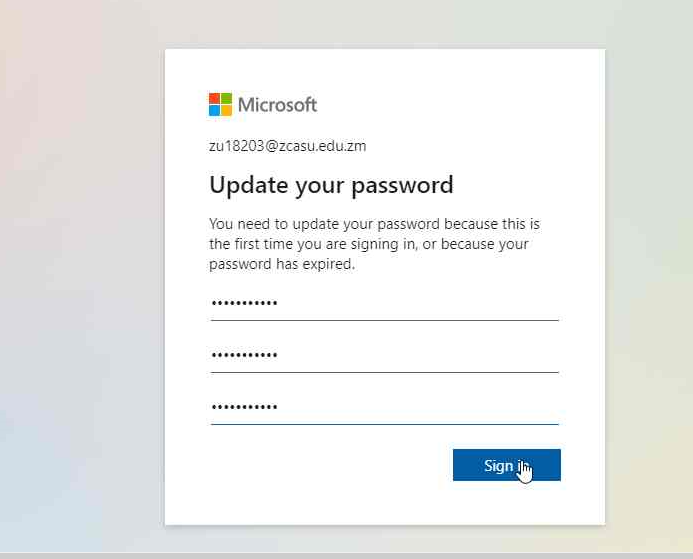 Microsoft
zu18203@zcasu.edu.zm
Update your password
You need to update your password because this is
the first time you are signing in, or because your
password has expired.
•••••••••••
•••••••••••
•••••••••••
Sign in